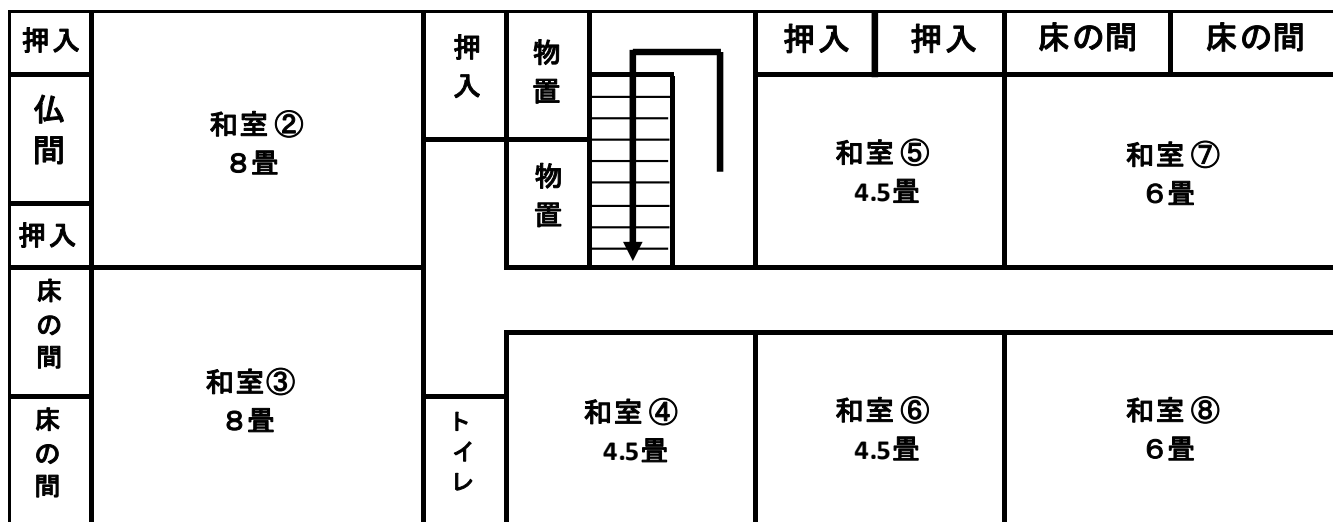 押入
仏間
押入
床の間
床の間
和室②
８畳
和室③
８畳
押入
トイレ
物置
物置
押入
押入
床の間
床の間
和室⑤
4.5畳
和室⑦
６畳
和室④
4.5畳
和室⑥
4.5畳
和室⑧
６畳